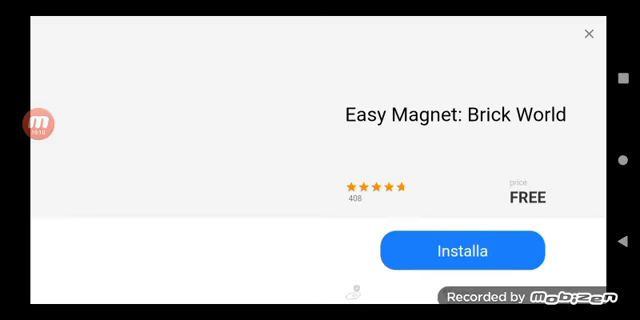 Easy Magnet: Brick World
price
408
FREE
Installa
Recorded by MOBIZEN